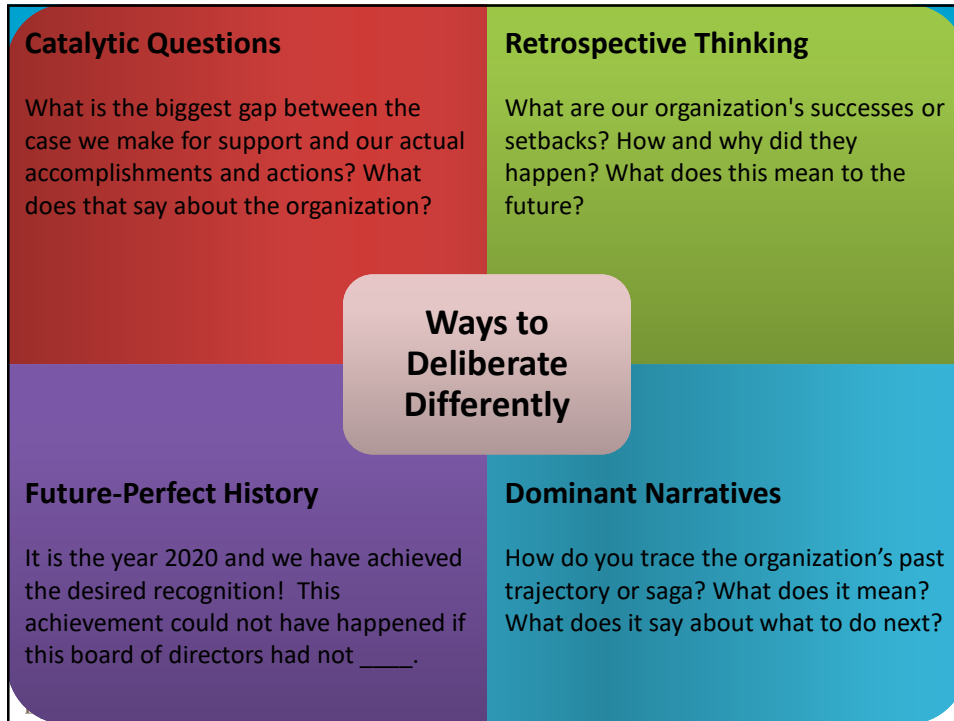 Catalytic Questions
What is the biggest gap between the
case we make for support and our actual
accomplishments and actions? What
does that say about the organization?
Retrospective Thinking
What are our organization's successes or
setbacks? How and why did they
happen? What does this mean to the
future?
Ways to
Deliberate
Differently
Future-Perfect History
It is the year 2020 and we have achieved
the desired recognition!  This
achievement could not have happened if
this board of directors had not ____.
Dominant Narratives
How do you trace the organization’s past
trajectory or saga? What does it mean?
What does it say about what to do next?